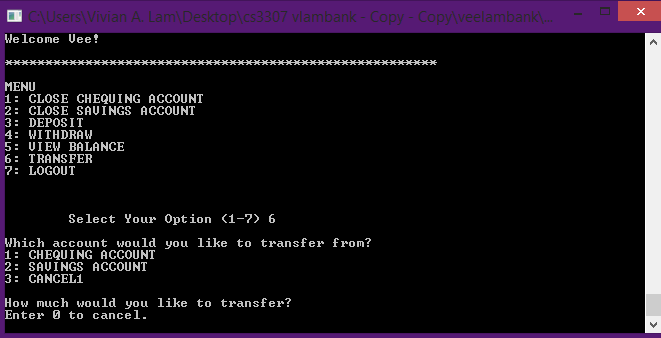 C:\Users\Vivian A. Lam\Desktop\cs3307 vlambank - Copy - Copy\veelambank\...
Welcome Vee!
******************************************************
MENU
1: CLOSE CHEQUING ACCOUNT
2: CLOSE SAVINGS ACCOUNT
3: DEPOSIT
4: WITHDRAW
5: VIEW BALANCE
6: TRANSFER
7: LOGOUT
Select Your Option (1-7) 6
Which account would you like to transfer from?
1: CHEQUING ACCOUNT
2: SAVINGS ACCOUNT
3: CANCEL1
How much would you like to transfer?
Enter 0 to cancel.